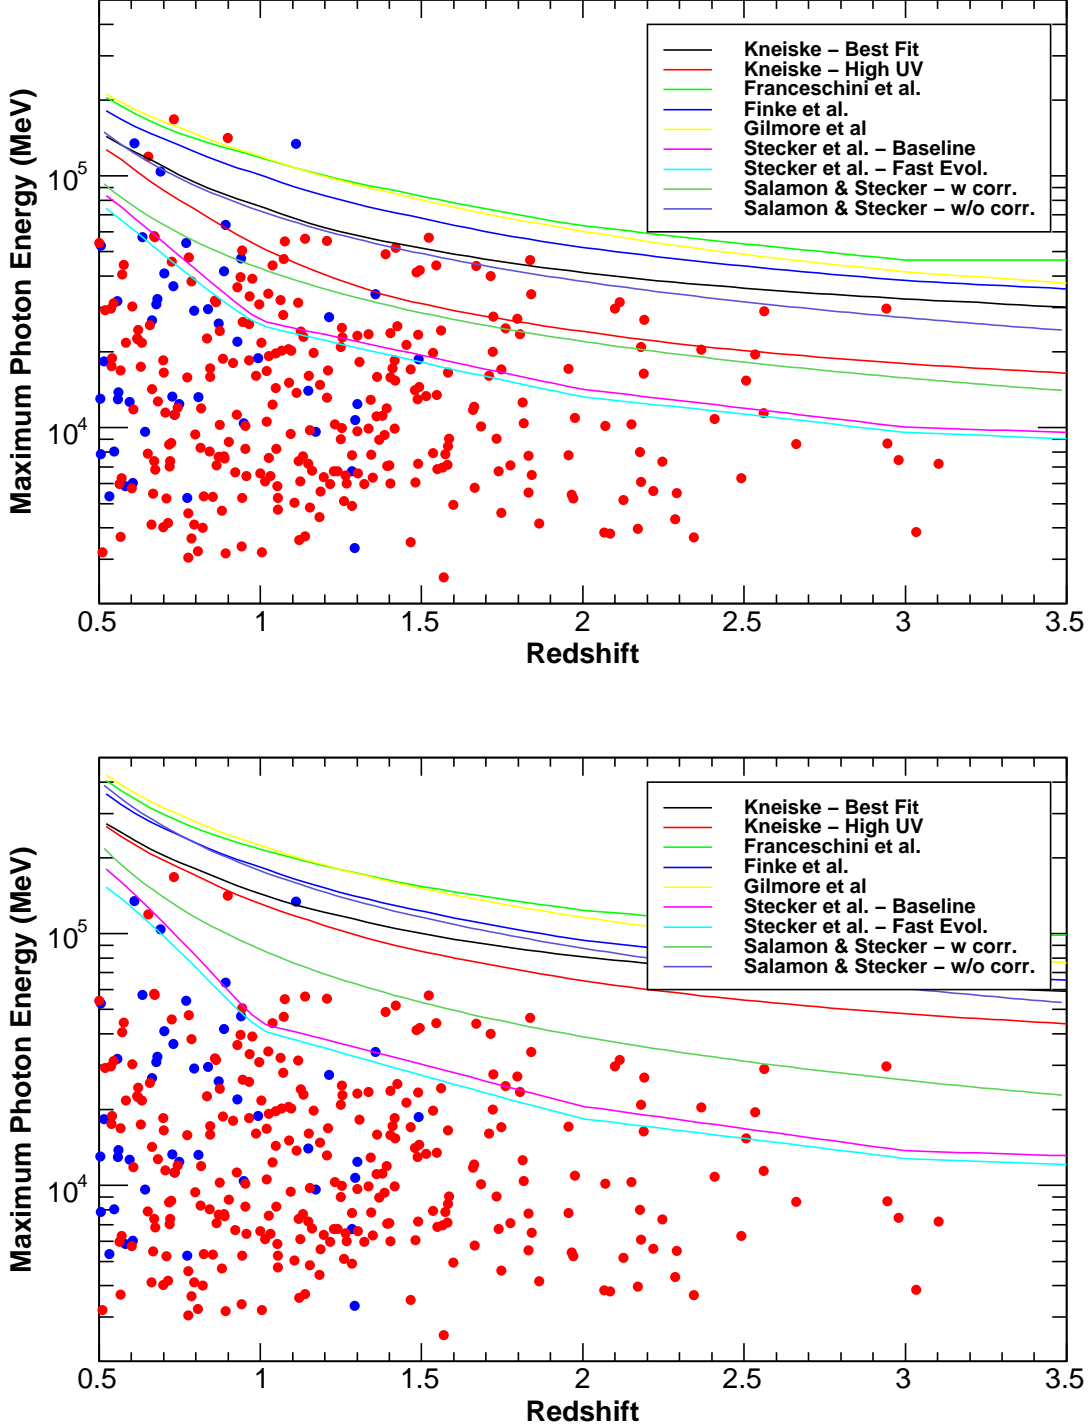 Maximum Photon Energy (MeV)
10^5
10^4
Kneiske – Best Fit
Kneiske – High UV
Franceschini et al.
Finke et al.
Gilmore et al
Stecker et al. – Baseline
Stecker et al. – Fast Evol.
Salamon & Stecker – w corr.
Salamon & Stecker – w/o corr.
0.5 1 1.5 2 2.5 3 3.5
Redshift
Maximum Photon Energy (MeV)
10^5
10^4
Kneiske – Best Fit
Kneiske – High UV
Franceschini et al.
Finke et al.
Gilmore et al
Stecker et al. – Baseline
Stecker et al. – Fast Evol.
Salamon & Stecker – w corr.
Salamon & Stecker – w/o corr.
0.5 1 1.5 2 2.5 3 3.5
Redshift